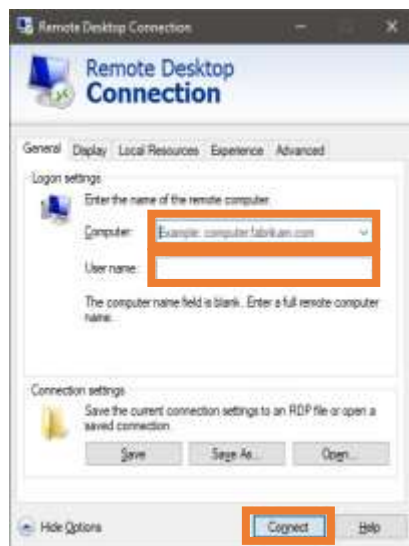 Remote Desktop Connection
Remote Desktop
Connection
General Display Local Resources Experience Advanced
Logon settings
Enter the name of the remote computer.
Computer: Example: computer.fabrikam.com
User name:
The computer name field is blank. Enter a full remote computer
name.
Connection settings
Save the current connection settings to an RDP file or open a
saved connection.
Save Save As... Open...
Hide Options Connect Help